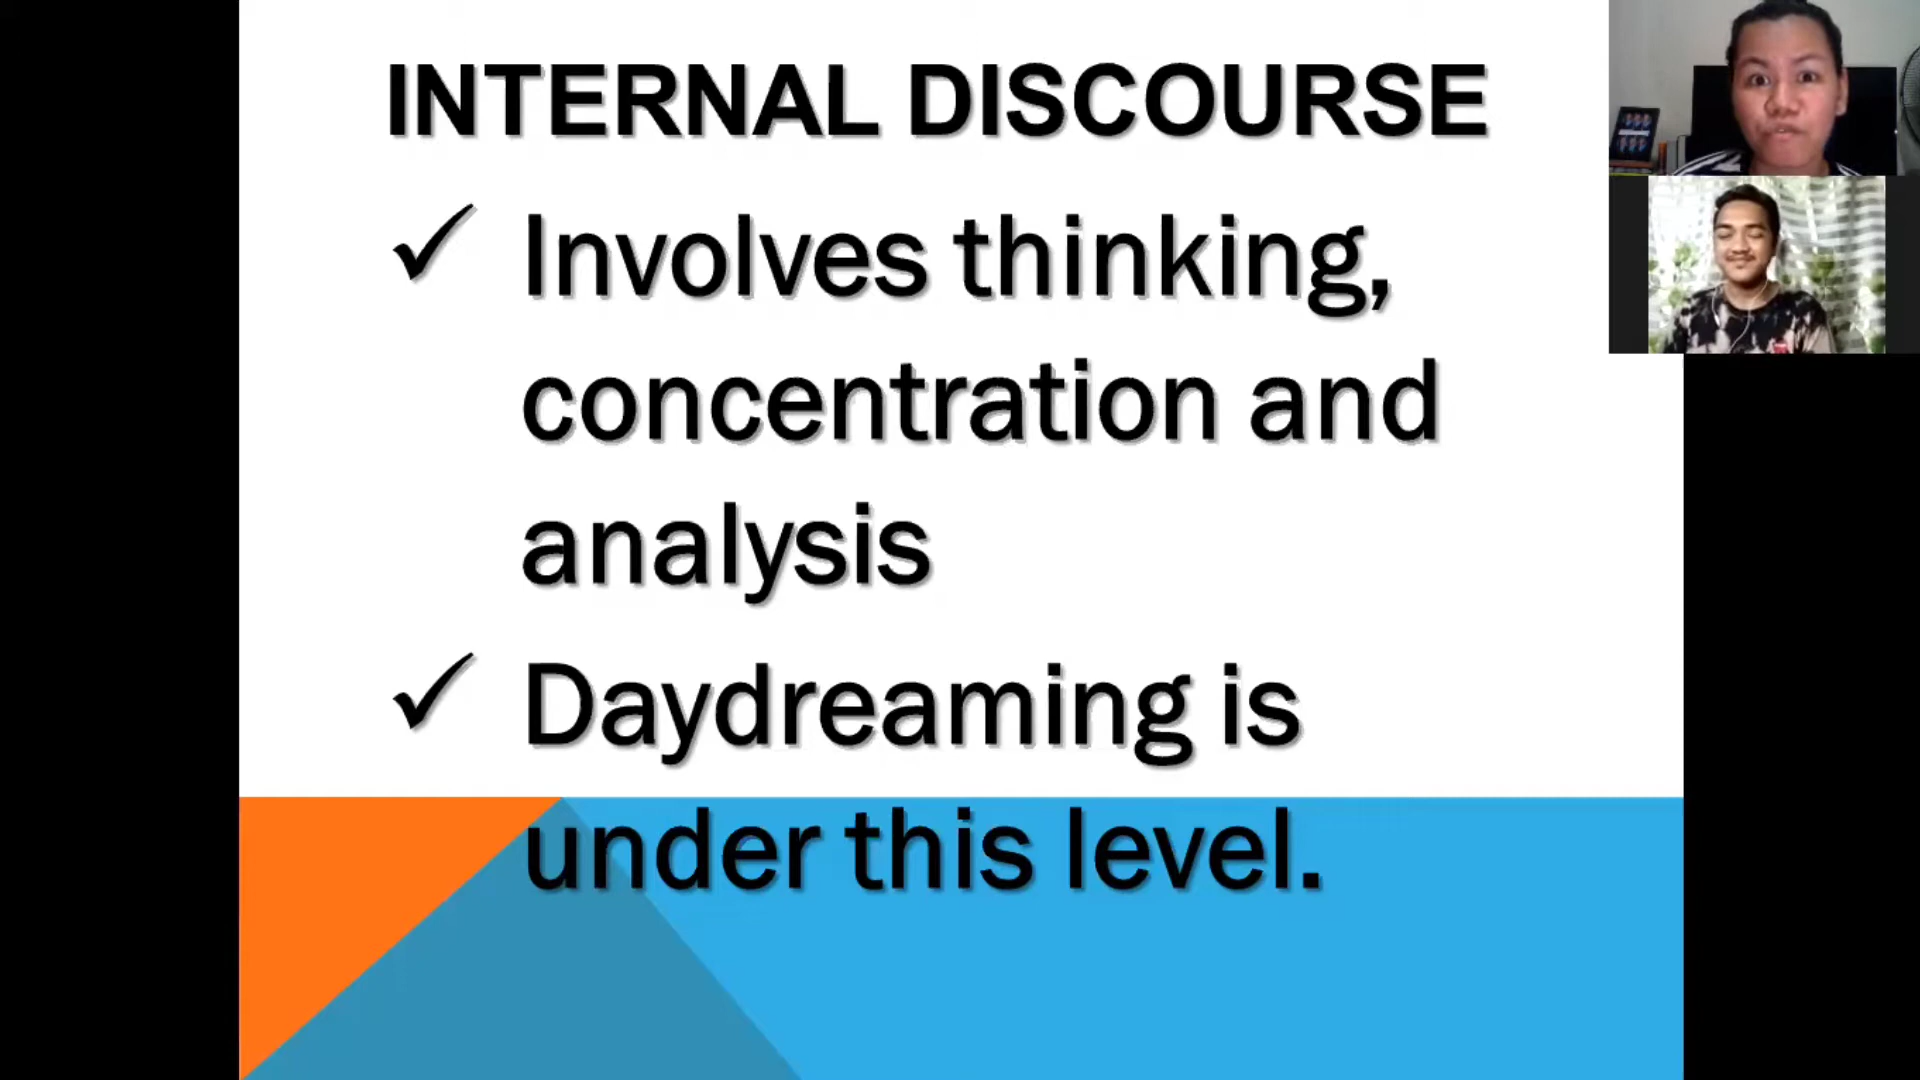 INTERNAL DISCOURSE
✓ Involves thinking,
concentration and
analysis
✓ Daydreaming is
under this level.